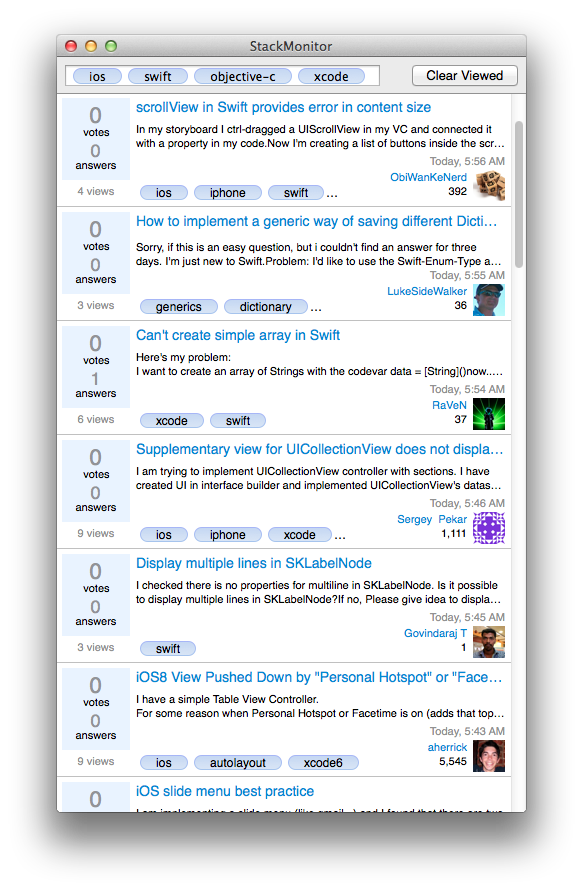 StackMonitor
ios swift objective-c xcode Clear Viewed
0 votes
0 answers
4 views
scrollView in Swift provides error in content size
In my storyboard I ctrl-dragged a UIScrollView in my VC and connected it
with a property in my code.Now I'm creating a list of buttons inside the scr...
Today, 5:56 AM
ObiWanKeNerd
392
ios iphone swift ...
0 votes
0 answers
3 views
How to implement a generic way of saving different Dicti...
Sorry, if this is an easy question, but i couldn't find an answer for three
days. I'm just new to Swift.Problem: I'd like to use the Swift-Enum-Type a...
Today, 5:55 AM
LukeSideWalker
36
generics dictionary ...
0 votes
1 answers
6 views
Can't create simple array in Swift
Here's my problem:
I want to create an array of Strings with the codevar data = [String]()now.....
Today, 5:54 AM
RaVeN
37
xcode swift
0 votes
0 answers
9 views
Supplementary view for UICollectionView does not displa...
I am trying to implement UICollectionView controller with sections. I have
created UI in interface builder and implemented UICollectionView's datas...
Today, 5:46 AM
Sergey Pekar
1,111
ios iphone xcode ...
0 votes
0 answers
3 views
Display multiple lines in SKLabelNode
I checked there is no properties for multiline in SKLabelNode. Is it possible
to display multiple lines in SKLabelNode?If no, Please give idea to displa...
Today, 5:45 AM
Govindaraj T
1
swift
0 votes
0 answers
9 views
iOS8 View Pushed Down by "Personal Hotspot" or "Face...
I have a simple Table View Controller.
For some reason when Personal Hotspot or Facetime is on (adds that top...
Today, 5:43 AM
aherrick
5,545
ios autolayout xcode6
0
iOS slide menu best practice
I am implementing a slide menu (like gmail...) and I found that there are two